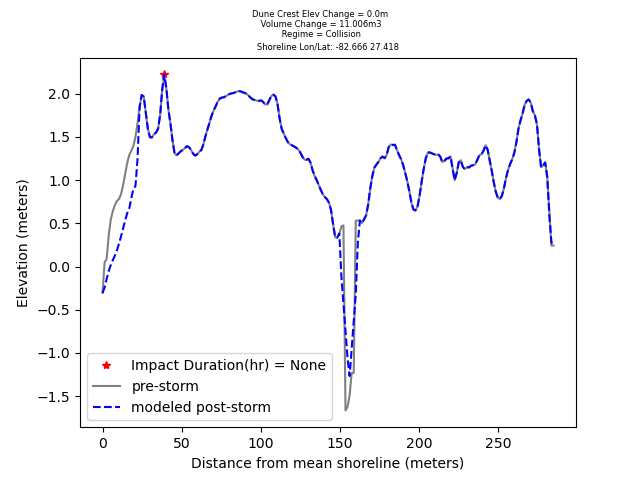 Dune Crest Elev Change = 0.0m
Volume Change = 11.006m3
Regime = Collision
Shoreline Lon/Lat: -82.666 27.418
2.0
1.5
1.0
0.5
0.0
−0.5
−1.0
−1.5
Elevation (meters)
Impact Duration(hr) = None
pre-storm
modeled post-storm
0
50
100
150
200
250
Distance from mean shoreline (meters)